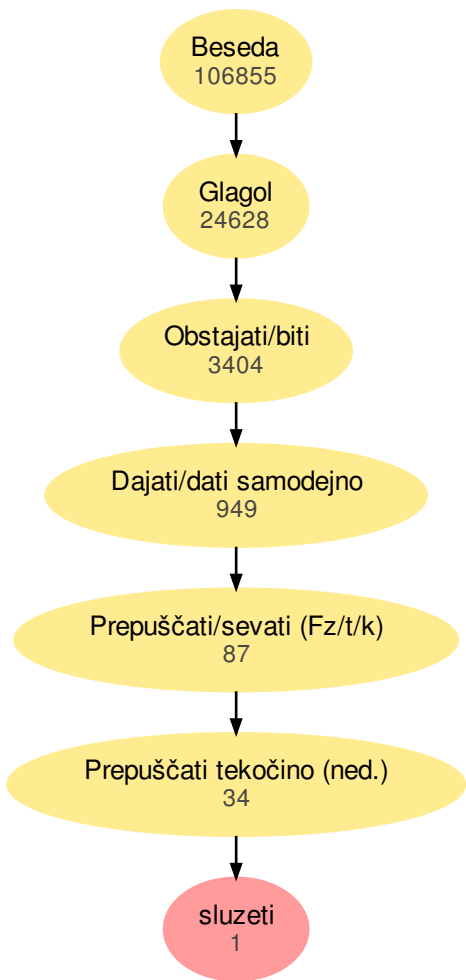 Beseda
106855
Glagol
24628
Obstajati/biti
3404
Dajati/dati samodejno
949
Prepuščati/sevati (Fz/t/k)
87
Prepuščati tekočino (ned.)
34
sluzeti
1